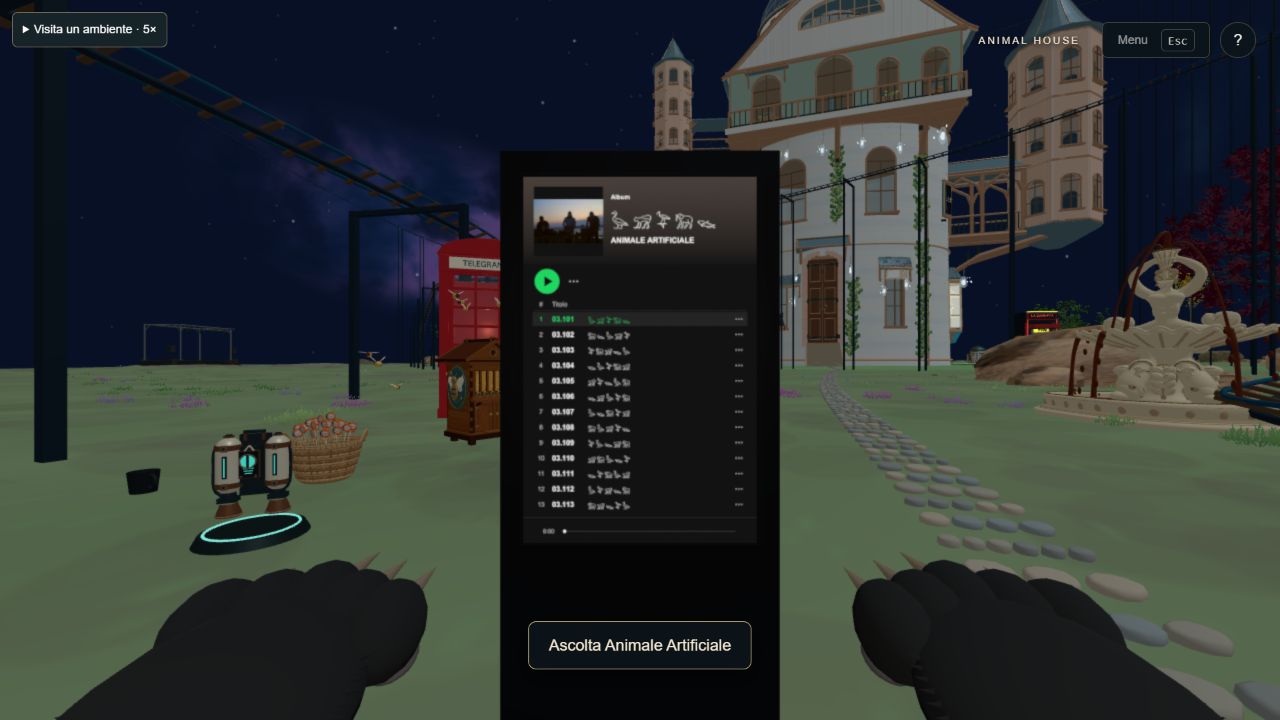 Visita un ambiente · 5×
ANIMAL HOUSE
Menu
Esc
?
TELEGRAM
Album
ANIMALE ARTIFICIALE
# Titolo
1 03.101
2 03.102
3 03.103
4 03.104
5 03.105
6 03.106
7 03.107
8 03.108
9 03.109
10 03.110
11 03.111
12 03.112
13 03.113
0:00
Ascolta Animale Artificiale